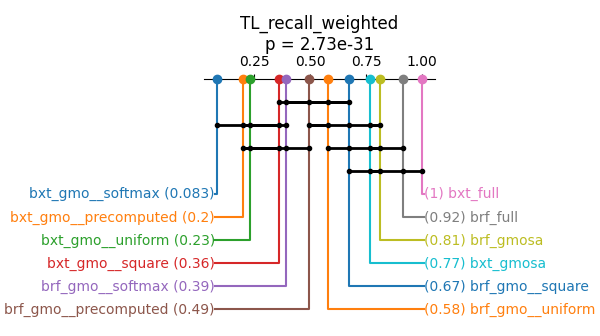 TL_recall_weighted
p = 2.73e-31
0.25 0.50 0.75 1.00
bxt_gmo__softmax (0.083) (1) bxt_full
bxt_gmo__precomputed (0.2) (0.92) brf_full
bxt_gmo__uniform (0.23) (0.81) brf_gmosa
bxt_gmo__square (0.36) (0.77) bxt_gmosa
brf_gmo__softmax (0.39) (0.67) brf_gmo__square
brf_gmo__precomputed (0.49) (0.58) brf_gmo__uniform